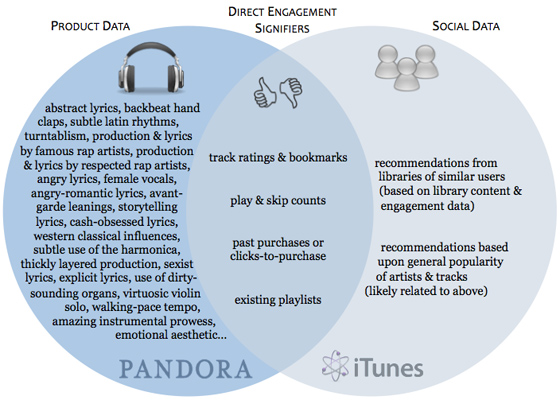 PRODUCT DATA
DIRECT ENGAGEMENT
SIGNIFIERS
SOCIAL DATA
abstract lyrics, backbeat hand
claps, subtle latin rhythms,
turntablism, production & lyrics
by famous rap artists, production
& lyrics by respected rap artists,
angry lyrics, female vocals,
angry-romantic lyrics, avant-
garde leanings, storytelling
lyrics, cash-obsessed lyrics,
western classical influences,
subtle use of the harmonica,
thickly layered production, sexist
lyrics, explicit lyrics, use of dirty-
sounding organs, virtuosic violin
solo, walking-pace tempo,
amazing instrumental prowess,
emotional aesthetic...
track ratings & bookmarks
play & skip counts
past purchases or
clicks-to-purchase
existing playlists
recommendations from
libraries of similar users
(based on library content &
engagement data)
recommendations based
upon general popularity
of artists & tracks
(likely related to above)
PANDORA
iTunes